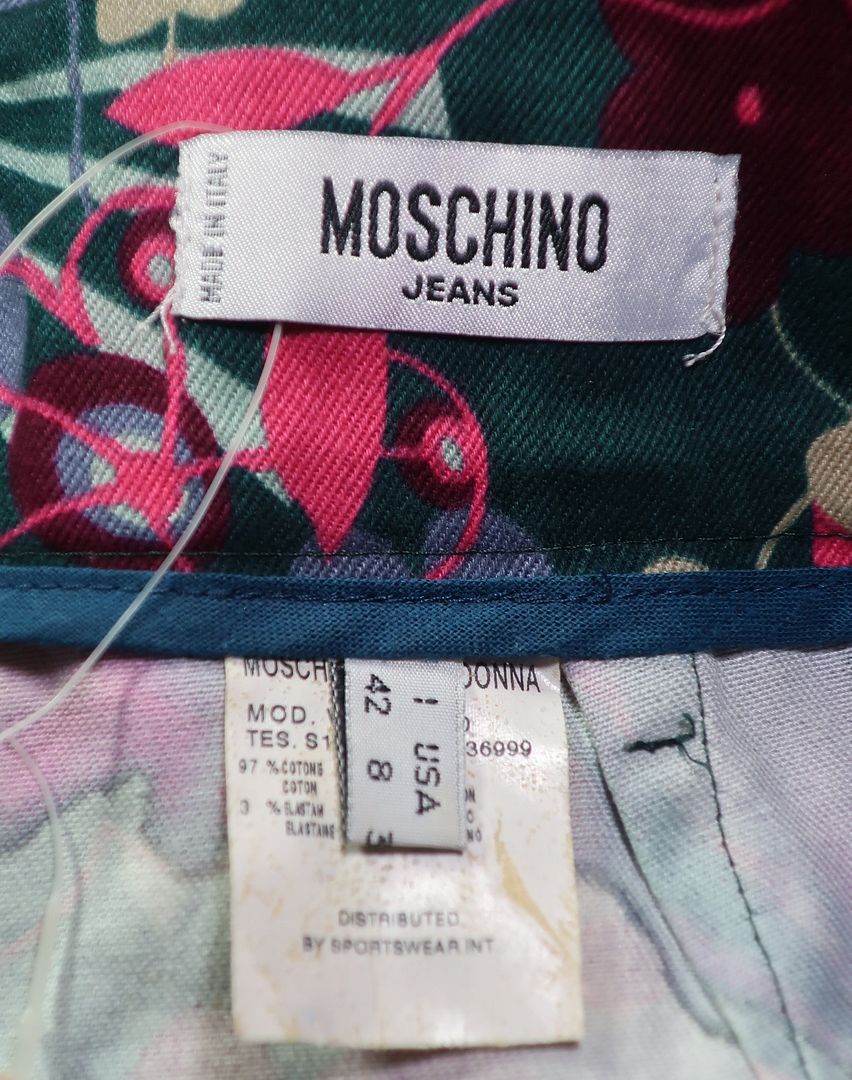 MADE IN ITALY
MOSCHINO
JEANS
MOSCH DONNA
MOD.
TES. S1 36999
97 % COTONE
COTON
3 % ELASTAM
ELASTANE
I USA
42 8
DISTRIBUTED
BY SPORTSWEAR INT